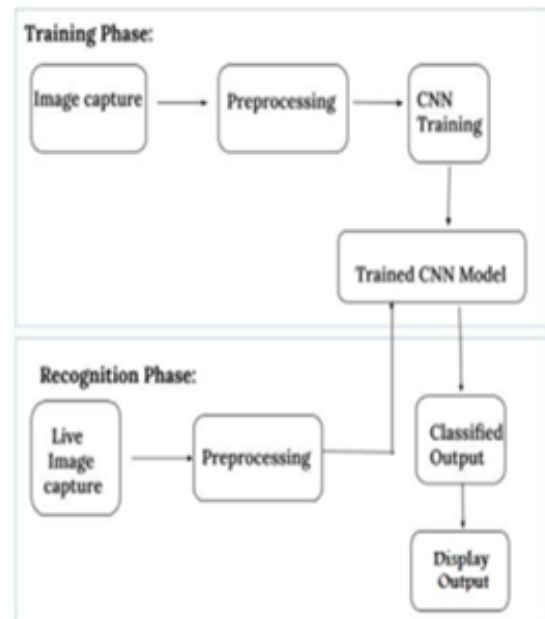 Training Phase:
Image capture
Preprocessing
CNN
Training
Trained CNN Model
Recognition Phase:
Live
Image
capture
Preprocessing
Classified
Output
Display
Output